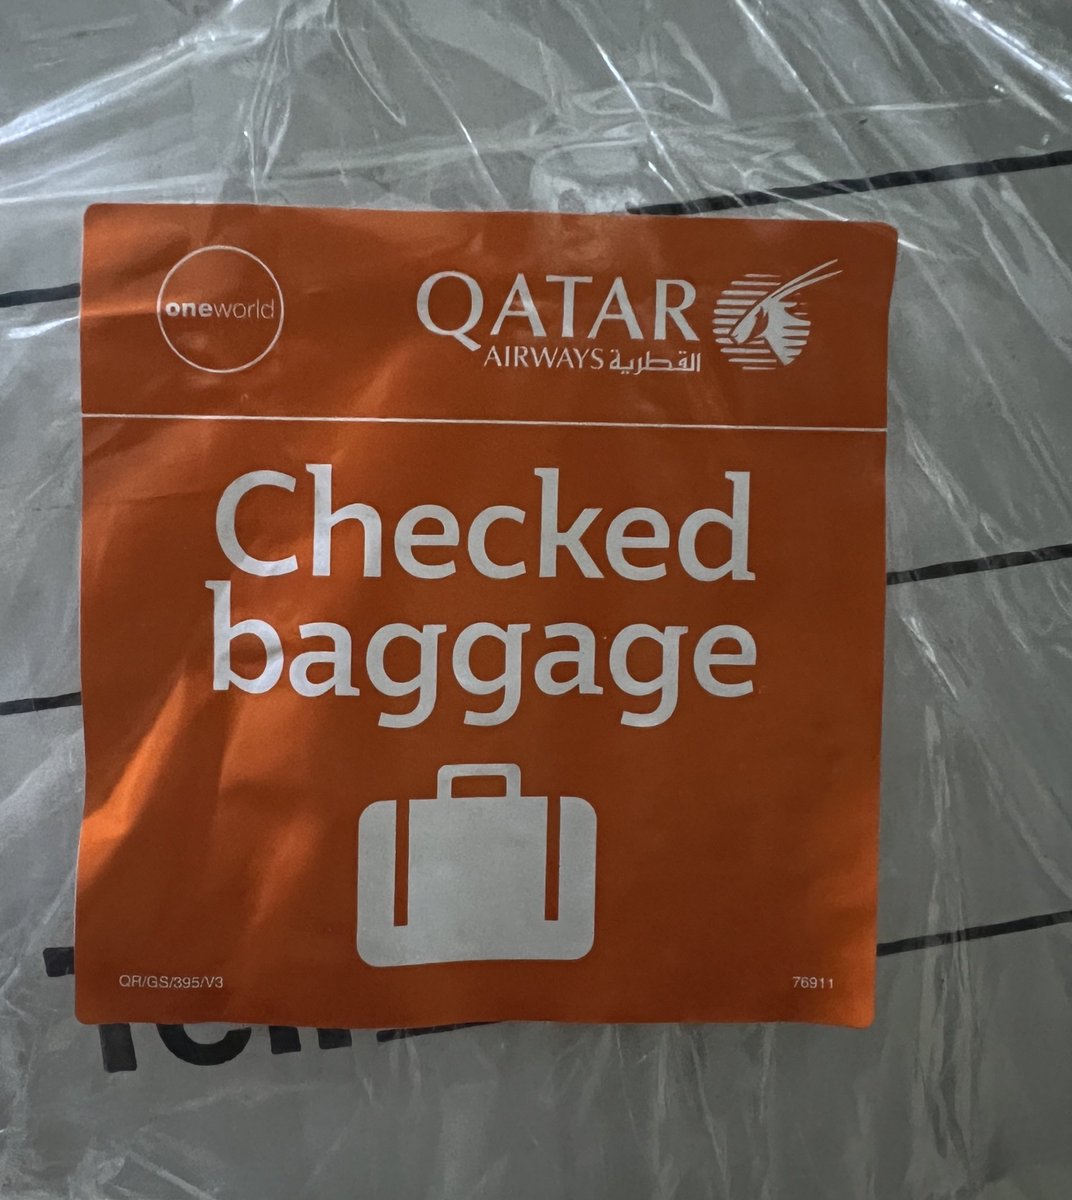 oneworld
QATAR
AIRWAYS القطرية
Checked
baggage
QR/GS/395/V3
76911